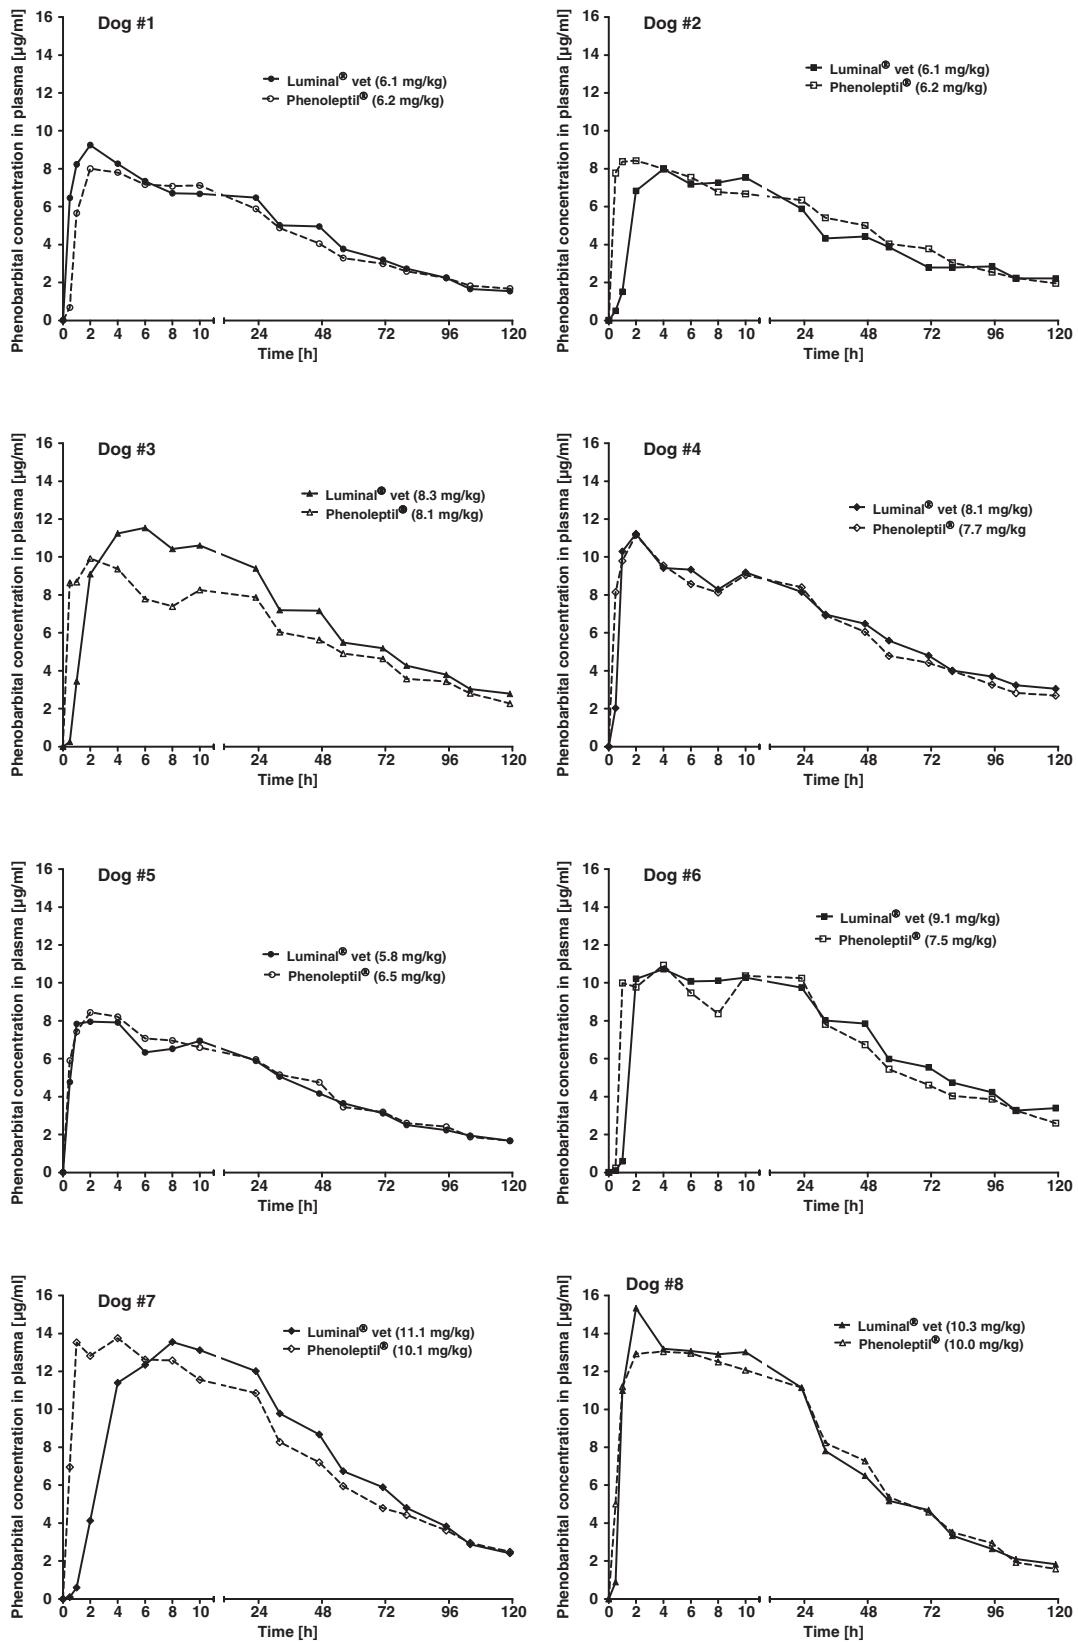 Dog #1
Phenobarbital concentration in plasma [µg/ml]
16
14
12
10
8
6
4
2
0
Luminal® vet (6.1 mg/kg)
Phenoleptil® (6.2 mg/kg)
0 2 4 6 8 10 24 48 72 96 120
Time [h]
Dog #2
Phenobarbital concentration in plasma [µg/ml]
16
14
12
10
8
6
4
2
0
Luminal® vet (6.1 mg/kg)
Phenoleptil® (6.2 mg/kg)
0 2 4 6 8 10 24 48 72 96 120
Time [h]
Dog #3
Phenobarbital concentration in plasma [µg/ml]
16
14
12
10
8
6
4
2
0
Luminal® vet (8.3 mg/kg)
Phenoleptil® (8.1 mg/kg)
0 2 4 6 8 10 24 48 72 96 120
Time [h]
Dog #4
Phenobarbital concentration in plasma [µg/ml]
16
14
12
10
8
6
4
2
0
Luminal® vet (8.1 mg/kg)
Phenoleptil® (7.7 mg/kg
0 2 4 6 8 10 24 48 72 96 120
Time [h]
Dog #5
Phenobarbital concentration in plasma [µg/ml]
16
14
12
10
8
6
4
2
0
Luminal® vet (5.8 mg/kg)
Phenoleptil® (6.5 mg/kg)
0 2 4 6 8 10 24 48 72 96 120
Time [h]
Dog #6
Phenobarbital concentration in plasma [µg/ml]
16
14
12
10
8
6
4
2
0
Luminal® vet (9.1 mg/kg)
Phenoleptil® (7.5 mg/kg)
0 2 4 6 8 10 24 48 72 96 120
Time [h]
Dog #7
Phenobarbital concentration in plasma [µg/ml]
16
14
12
10
8
6
4
2
0
Luminal® vet (11.1 mg/kg)
Phenoleptil® (10.1 mg/kg)
0 2 4 6 8 10 24 48 72 96 120
Time [h]
Dog #8
Phenobarbital concentration in plasma [µg/ml]
16
14
12
10
8
6
4
2
0
Luminal® vet (10.3 mg/kg)
Phenoleptil® (10.0 mg/kg)
0 2 4 6 8 10 24 48 72 96 120
Time [h]